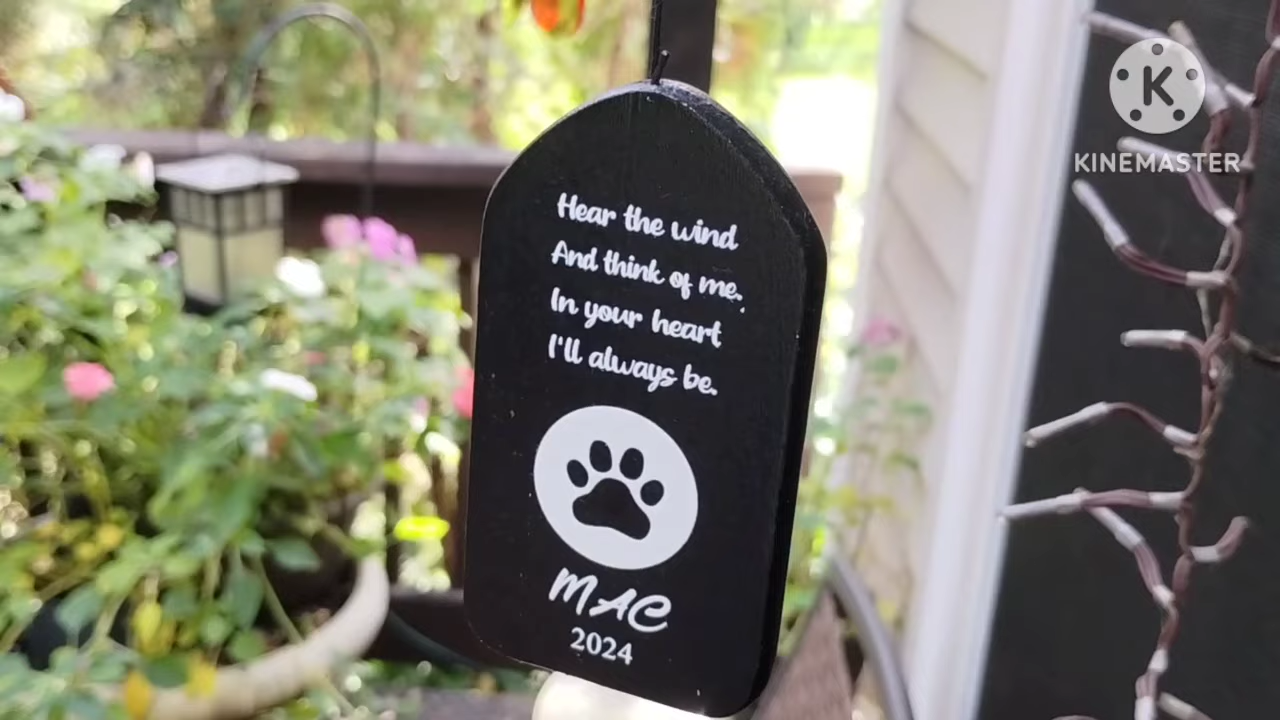 Hear the wind
And think of me.
In your heart
I'll always be.
MAC
2024
K
KINEMASTER